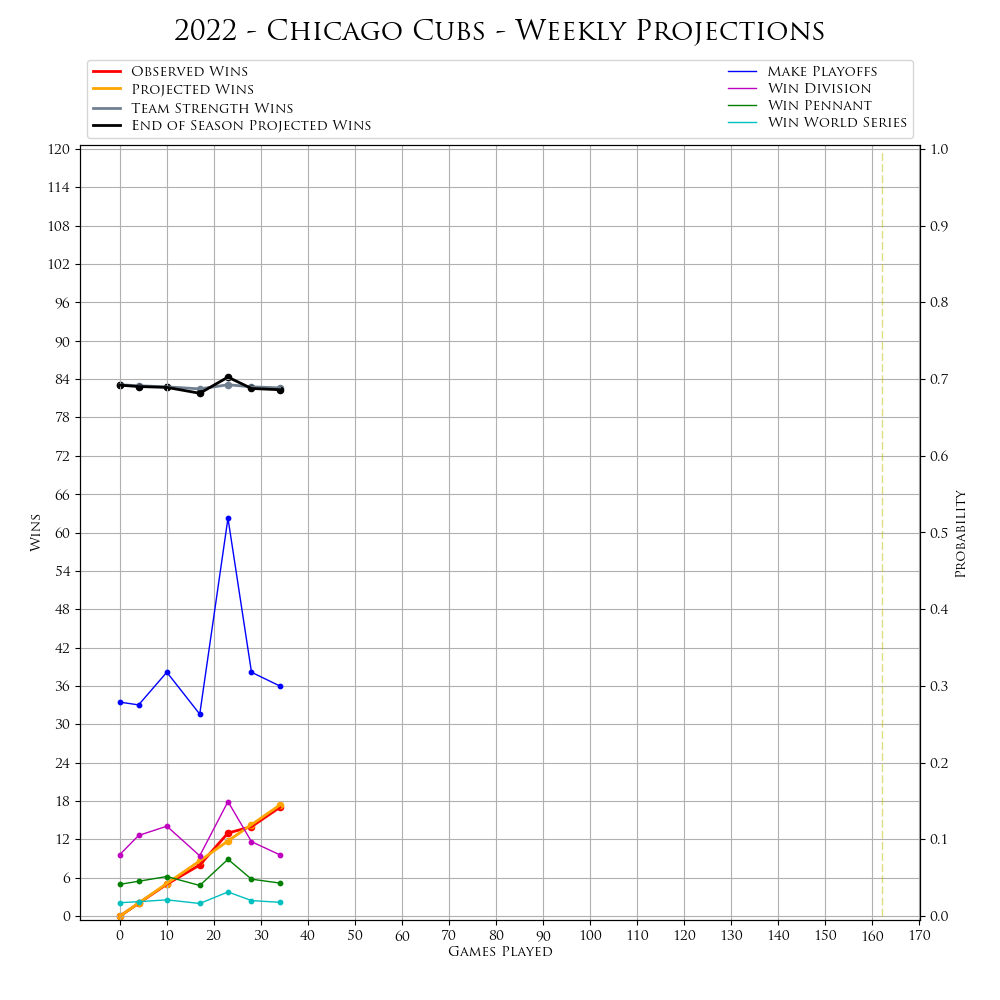 2022 - Chicago Cubs - Weekly Projections
Observed Wins
Projected Wins
Team Strength Wins
End of Season Projected Wins
Make Playoffs
Win Division
Win Pennant
Win World Series
120
114
108
102
96
90
84
78
72
66
60
54
48
42
36
30
24
18
12
6
0
Wins
1.0
0.9
0.8
0.7
0.6
0.5
0.4
0.3
0.2
0.1
0.0
Probability
0 10 20 30 40 50 60 70 80 90 100 110 120 130 140 150 160 170
Games Played